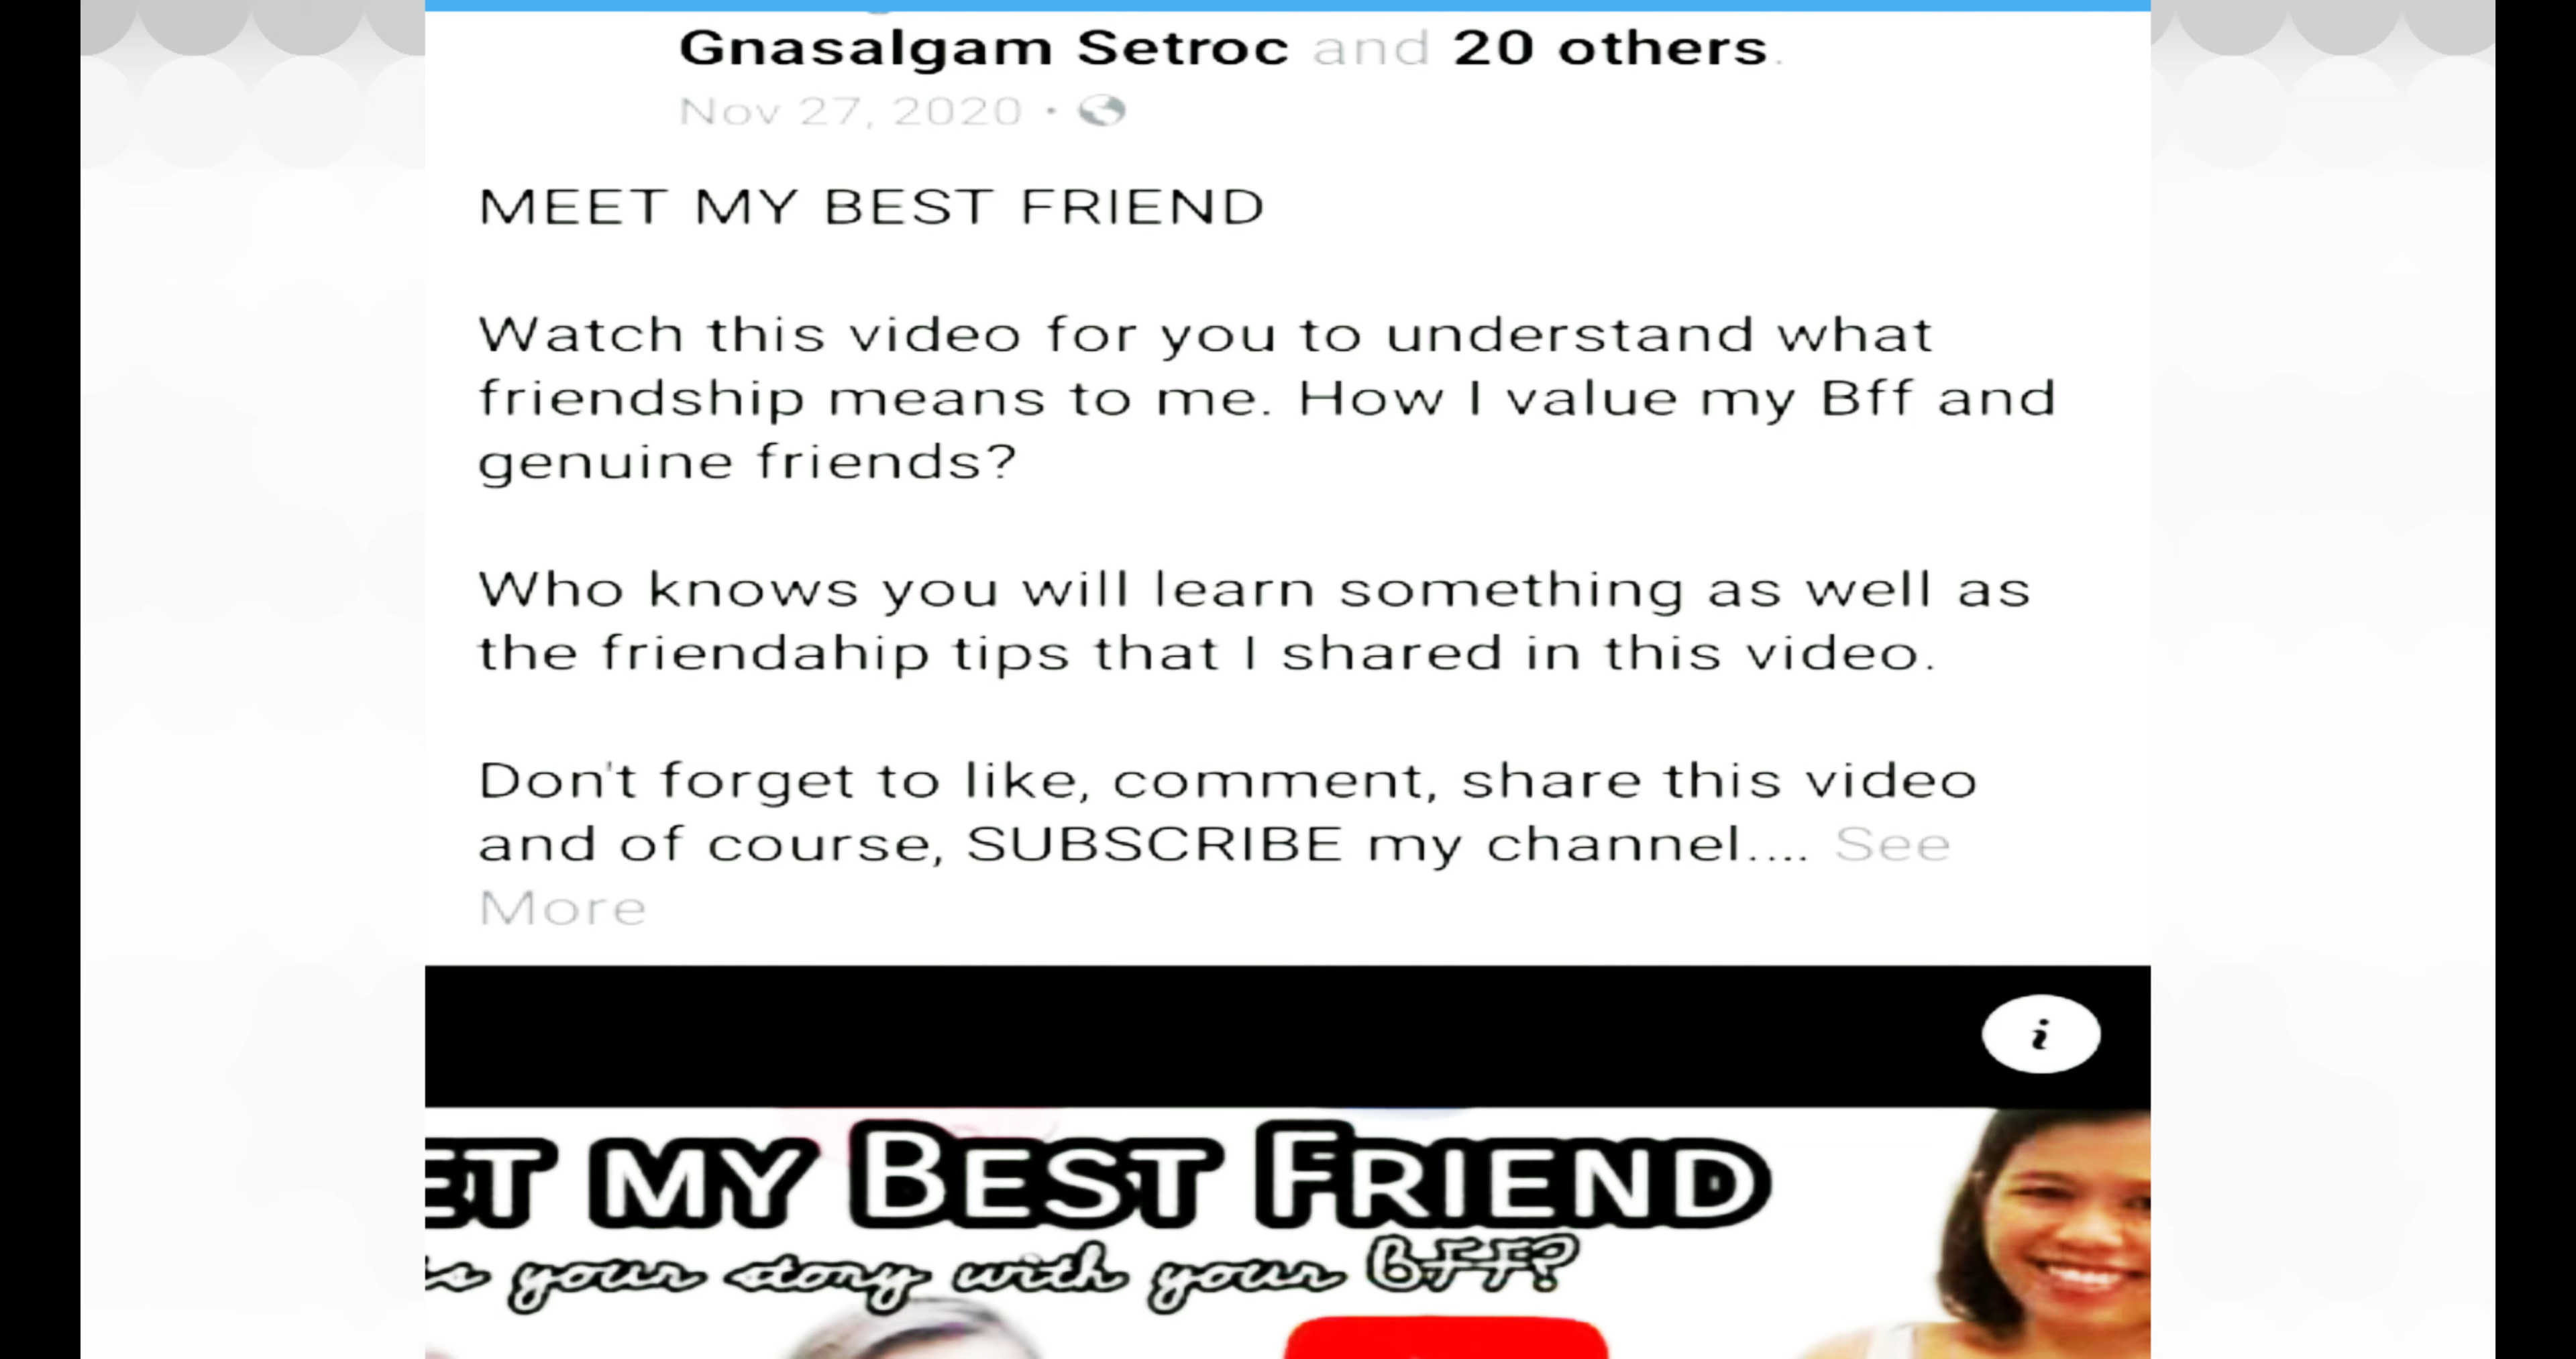 Gnasalgam Setroc and 20 others.
Nov 27, 2020 ·
MEET MY BEST FRIEND
Watch this video for you to understand what
friendship means to me. How I value my Bff and
genuine friends?
Who knows you will learn something as well as
the friendahip tips that I shared in this video.
Don't forget to like, comment, share this video
and of course, SUBSCRIBE my channel.... See
More
i
ET MY BEST FRIEND
s your story with your BFF?